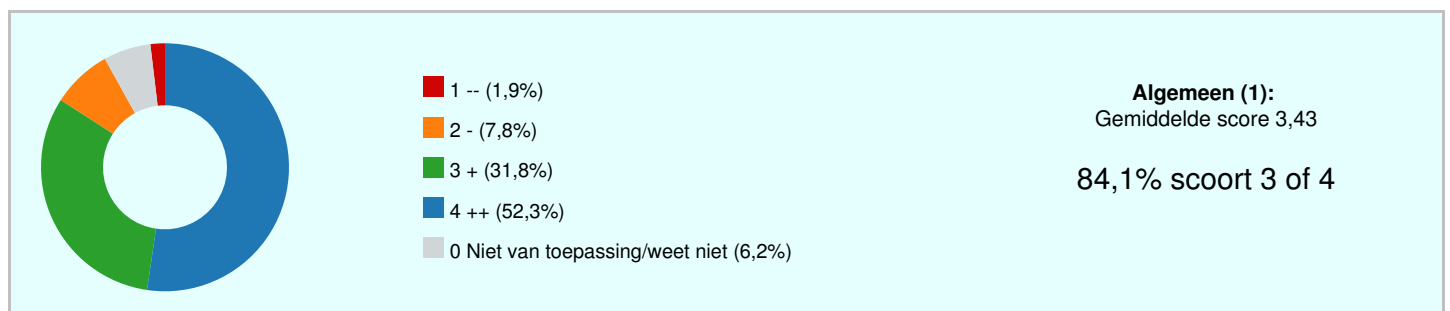 1 -- (1,9%)
2 - (7,8%)
3 + (31,8%)
4 ++ (52,3%)
0 Niet van toepassing/weet niet (6,2%)
Algemeen (1):
Gemiddelde score 3,43
84,1% scoort 3 of 4